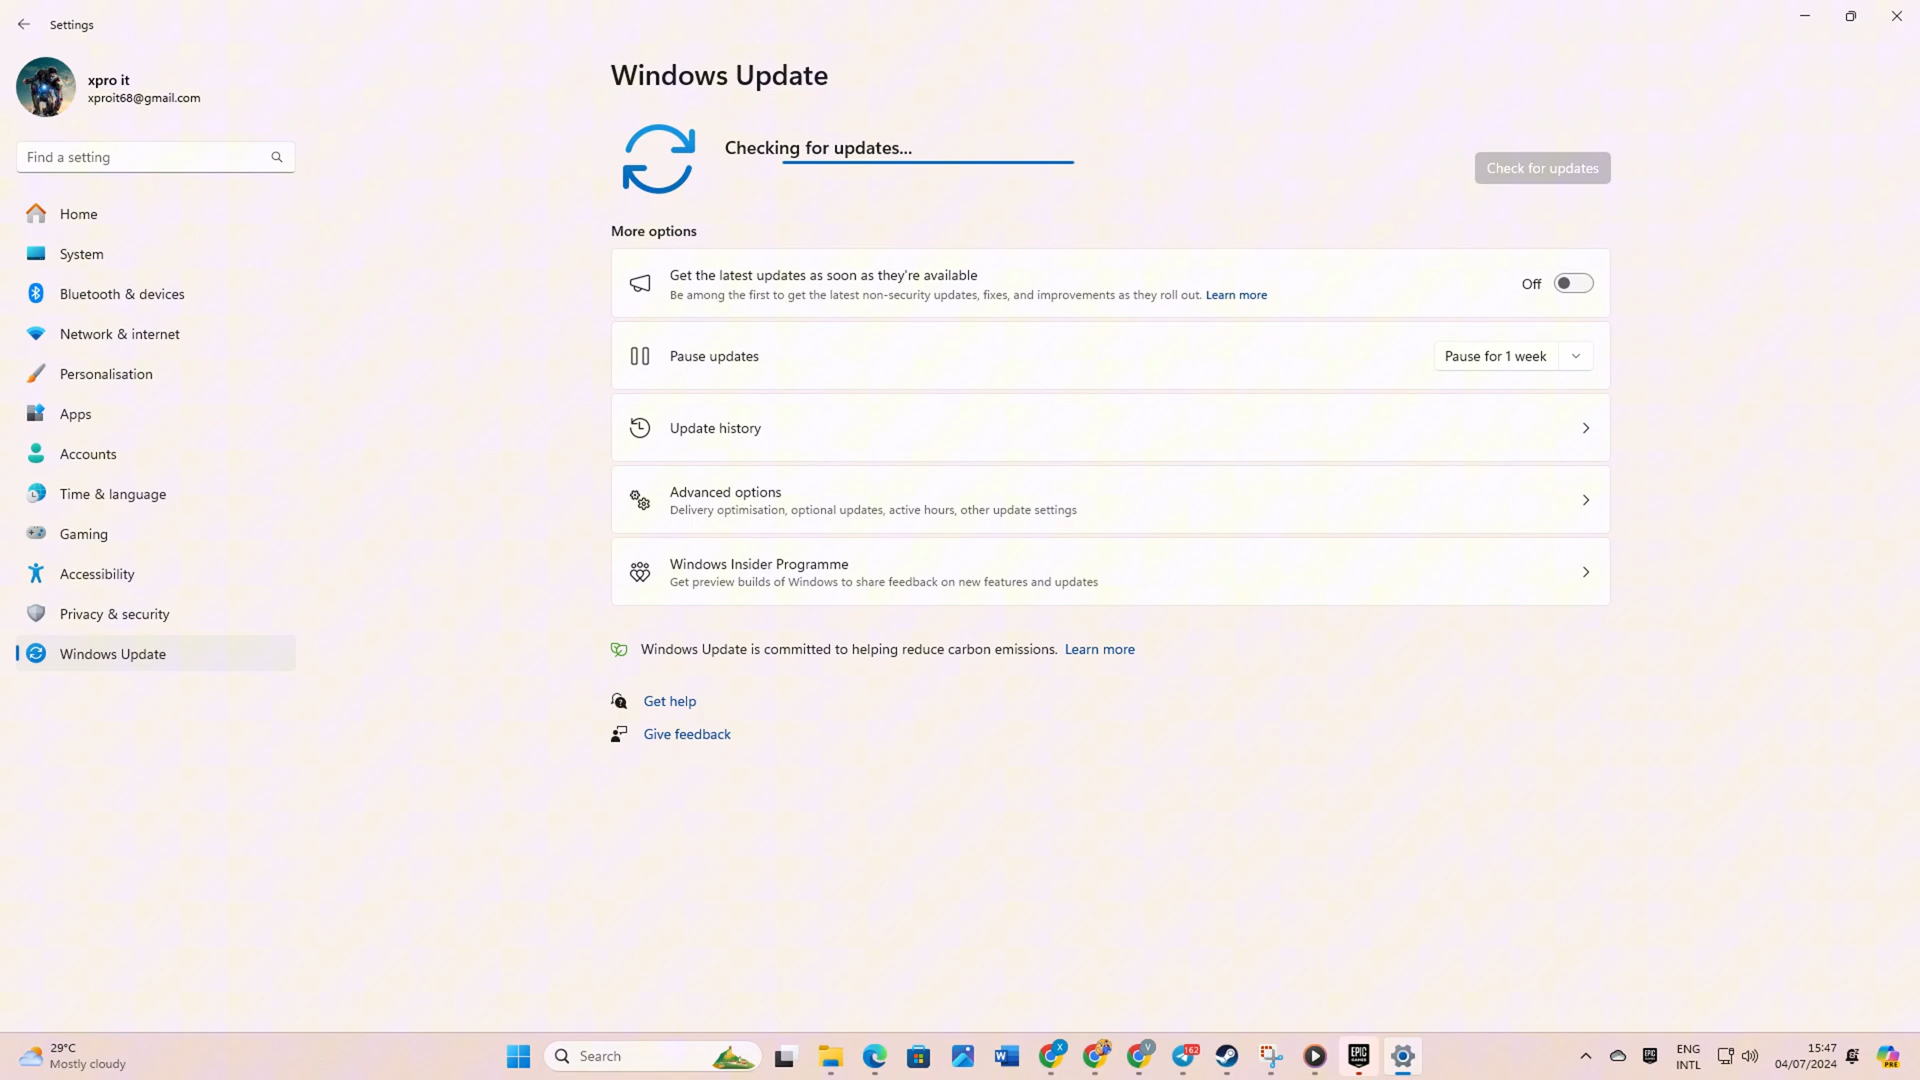 Settings
xpro it
xproit68@gmail.com
Find a setting
Home
System
Bluetooth & devices
Network & internet
Personalisation
Apps
Accounts
Time & language
Gaming
Accessibility
Privacy & security
Windows Update
Windows Update
Checking for updates...
Check for updates
More options
Get the latest updates as soon as they're available
Be among the first to get the latest non-security updates, fixes, and improvements as they roll out. Learn more
Off
Pause updates
Pause for 1 week
Update history
Advanced options
Delivery optimisation, optional updates, active hours, other update settings
Windows Insider Programme
Get preview builds of Windows to share feedback on new features and updates
Windows Update is committed to helping reduce carbon emissions. Learn more
Get help
Give feedback
29°C
Mostly cloudy
Search
W
X
V
162
EPIC
GAMES
EPIC
ENG
INTL
15:47
04/07/2024
PRE